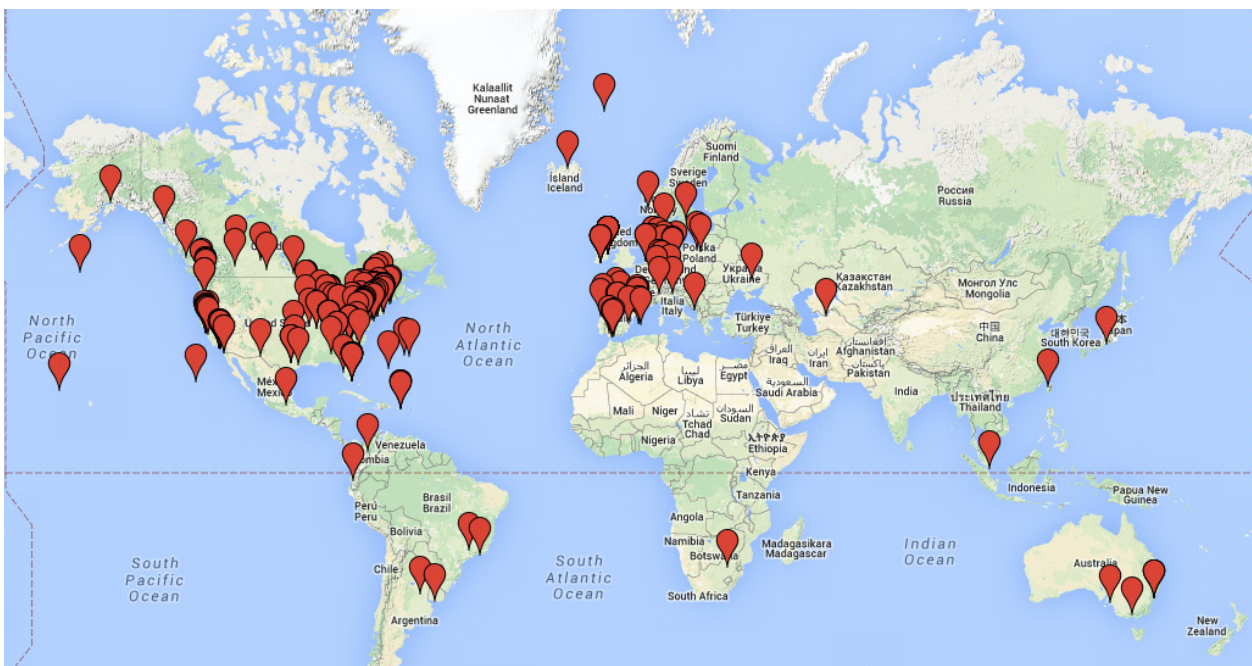 Kalaallit
Nunaat
Greenland
Ísland
Iceland
Suomi
Finland
Sverige
Россия
Russia
North
Pacific
North
Atlantic
Ocean
Polska
Poland
Україна
Ukraine
Қазақстан
Kazakhstan
Монгол Улс
Mongolia
Italia
Italy
Türkiye
Turkey
中国
China
대한민국
South Korea
العراق
Iraq
ایران
Iran
افغانستان
Afghanistan
پاکستان
Pakistan
الجزائر
Algeria
ليبيا
Libya
مصر
Egypt
السعودية
Saudi Arabia
India
ประเทศไทย
Thailand
Mali
Niger
تشاد
Tchad
Chad
السودان
Sudan
Nigeria
ኢትዮጵያ
Ethiopia
Venezuela
Kenya
Tanzania
Indonesia
Papua New
Guinea
Perú
Peru
Brasil
Brazil
Bolivia
Angola
Namibia
Madagasikara
Madagascar
Chile
South
Pacific
Ocean
South
Atlantic
Ocean
Indian
Ocean
Australia
South Africa
Argentina
New
Zealand